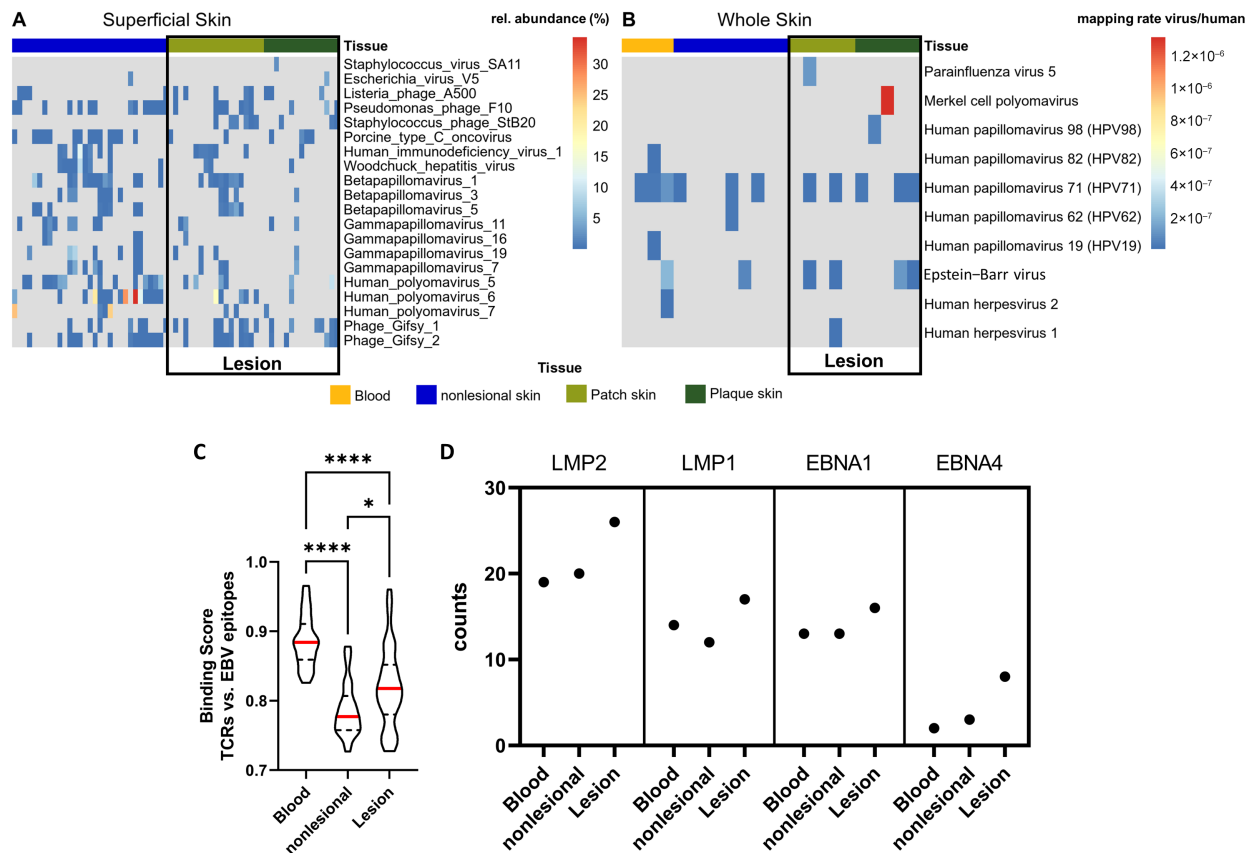 A
Superficial Skin
rel. abundance (%)
Tissue
Staphylococcus_virus_SA11
Escherichia_virus_V5
Listeria_phage_A500
Pseudomonas_phage_F10
Staphylococcus_phage_StB20
Porcine_type_C_oncovirus
Human_immunodeficiency_virus_1
Woodchuck_hepatitis_virus
Betapapillomavirus_1
Betapapillomavirus_3
Betapapillomavirus_5
Gammapapillomavirus_11
Gammapapillomavirus_16
Gammapapillomavirus_19
Gammapapillomavirus_7
Human_polyomavirus_5
Human_polyomavirus_6
Human_polyomavirus_7
Phage_Gifsy_1
Phage_Gifsy_2
30
25
20
15
10
5
Lesion
B
Whole Skin
mapping rate virus/human
Tissue
Parainfluenza virus 5
Merkel cell polyomavirus
Human papillomavirus 98 (HPV98)
Human papillomavirus 82 (HPV82)
Human papillomavirus 71 (HPV71)
Human papillomavirus 62 (HPV62)
Human papillomavirus 19 (HPV19)
Epstein−Barr virus
Human herpesvirus 2
Human herpesvirus 1
1.2×10⁻⁶
1×10⁻⁶
8×10⁻⁷
6×10⁻⁷
4×10⁻⁷
2×10⁻⁷
Lesion
Tissue
Blood
nonlesional skin
Patch skin
Plaque skin
C
****
*
****
Binding Score
TCRs vs. EBV epitopes
1.0
0.9
0.8
0.7
Blood
nonlesional
Lesion
D
LMP2
LMP1
EBNA1
EBNA4
counts
30
20
10
0
Blood
nonlesional
Lesion
Blood
nonlesional
Lesion
Blood
nonlesional
Lesion
Blood
nonlesional
Lesion